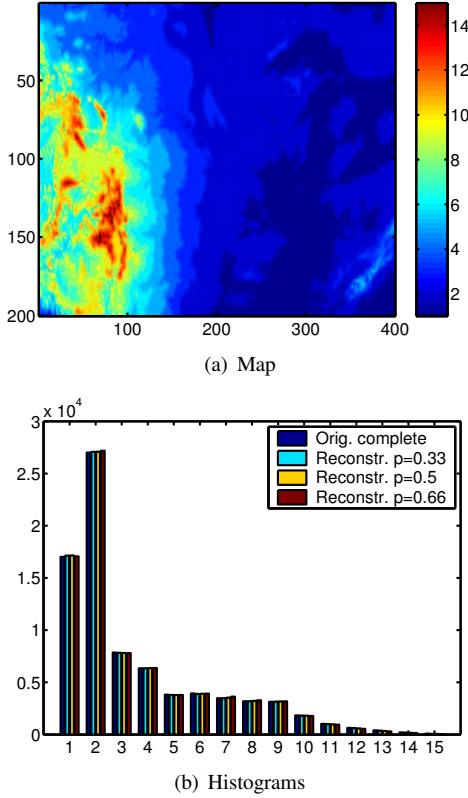 50
100
150
200
100 200 300 400
14
12
10
8
6
4
2
(a) Map
x 10^4
3
2.5
2
1.5
1
0.5
0
Orig. complete
Reconstr. p=0.33
Reconstr. p=0.5
Reconstr. p=0.66
1 2 3 4 5 6 7 8 9 10 11 12 13 14 15
(b) Histograms